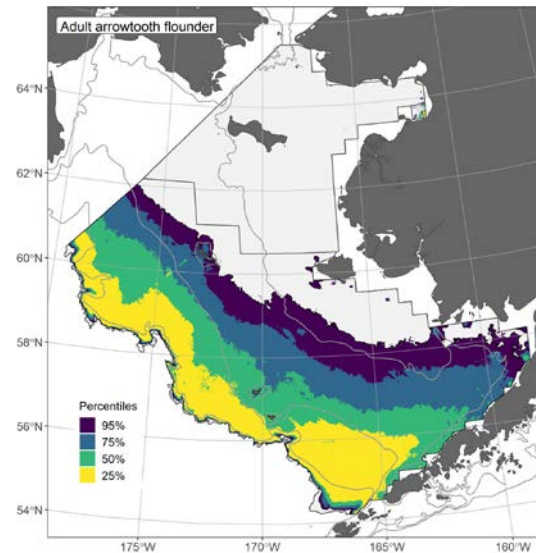 Adult arrowtooth flounder
64°N
62°N
60°N
58°N
56°N
54°N
Percentiles
95%
75%
50%
25%
175°W
170°W
165°W
160°W